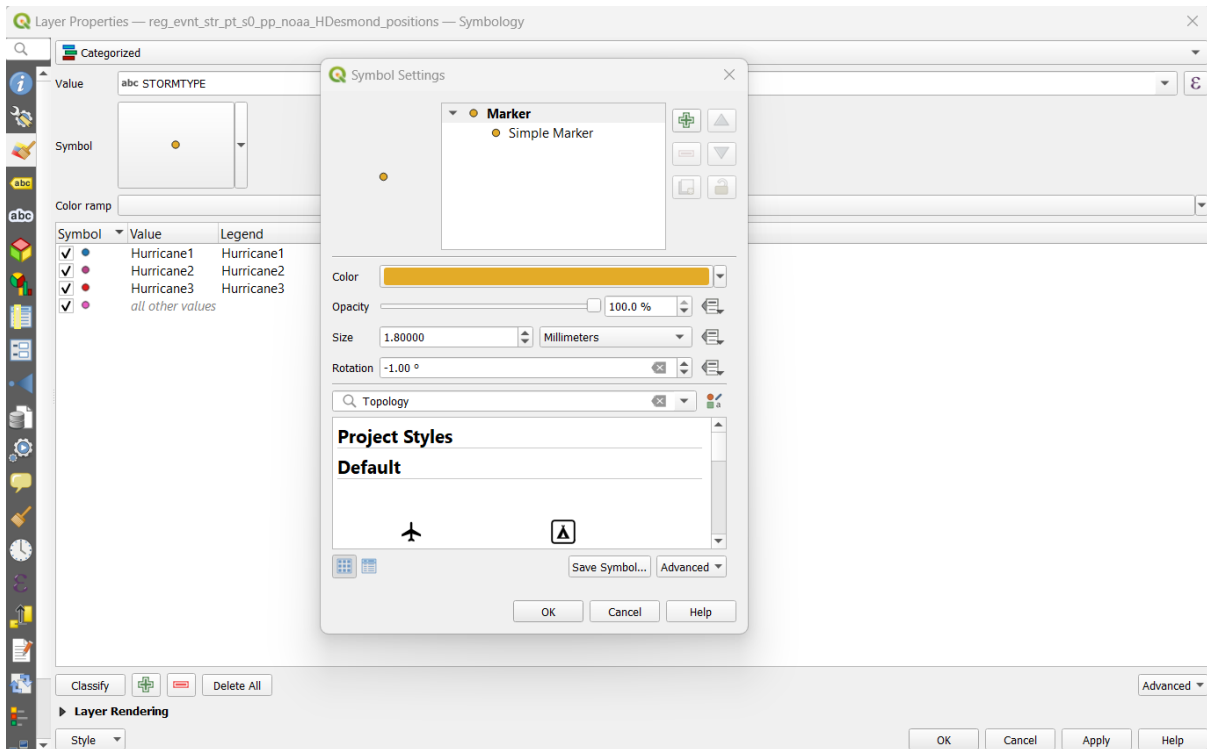 Layer Properties — reg_evnt_str_pt_s0_pp_noaa_HDesmond_positions — Symbology
Categorized
Value abc STORMTYPE ε
Symbol
Color ramp
Symbol Value Legend
Hurricane1 Hurricane1
Hurricane2 Hurricane2
Hurricane3 Hurricane3
all other values
abc
abc
Symbol Settings
Marker
Simple Marker
Color
Opacity 100.0 %
Size 1.80000 Millimeters
Rotation -1.00 °
Topology
Project Styles
Default
Save Symbol... Advanced
OK Cancel Help
Classify Delete All Advanced
Layer Rendering
Style OK Cancel Apply Help